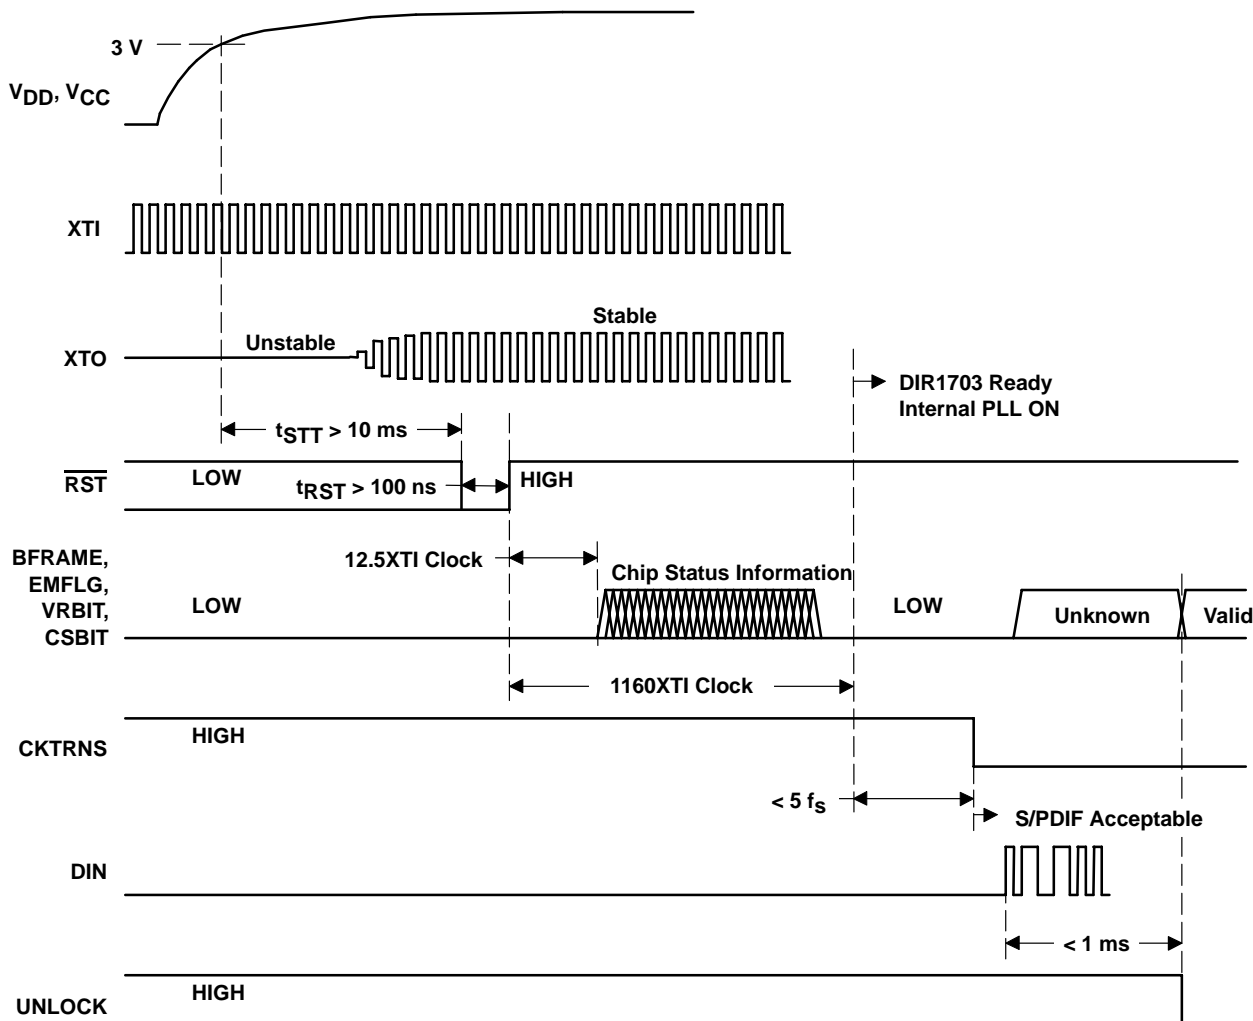 3 V
VDD, VCC
XTI
Stable
Unstable
XTO
DIR1703 Ready
Internal PLL ON
tSTT > 10 ms
RST
LOW
tRST > 100 ns
HIGH
BFRAME,
EMFLG,
VRBIT,
CSBIT
12.5XTI Clock
Chip Status Information
LOW
LOW
Unknown
Valid
1160XTI Clock
HIGH
CKTRNS
< 5 fs
S/PDIF Acceptable
DIN
< 1 ms
HIGH
UNLOCK